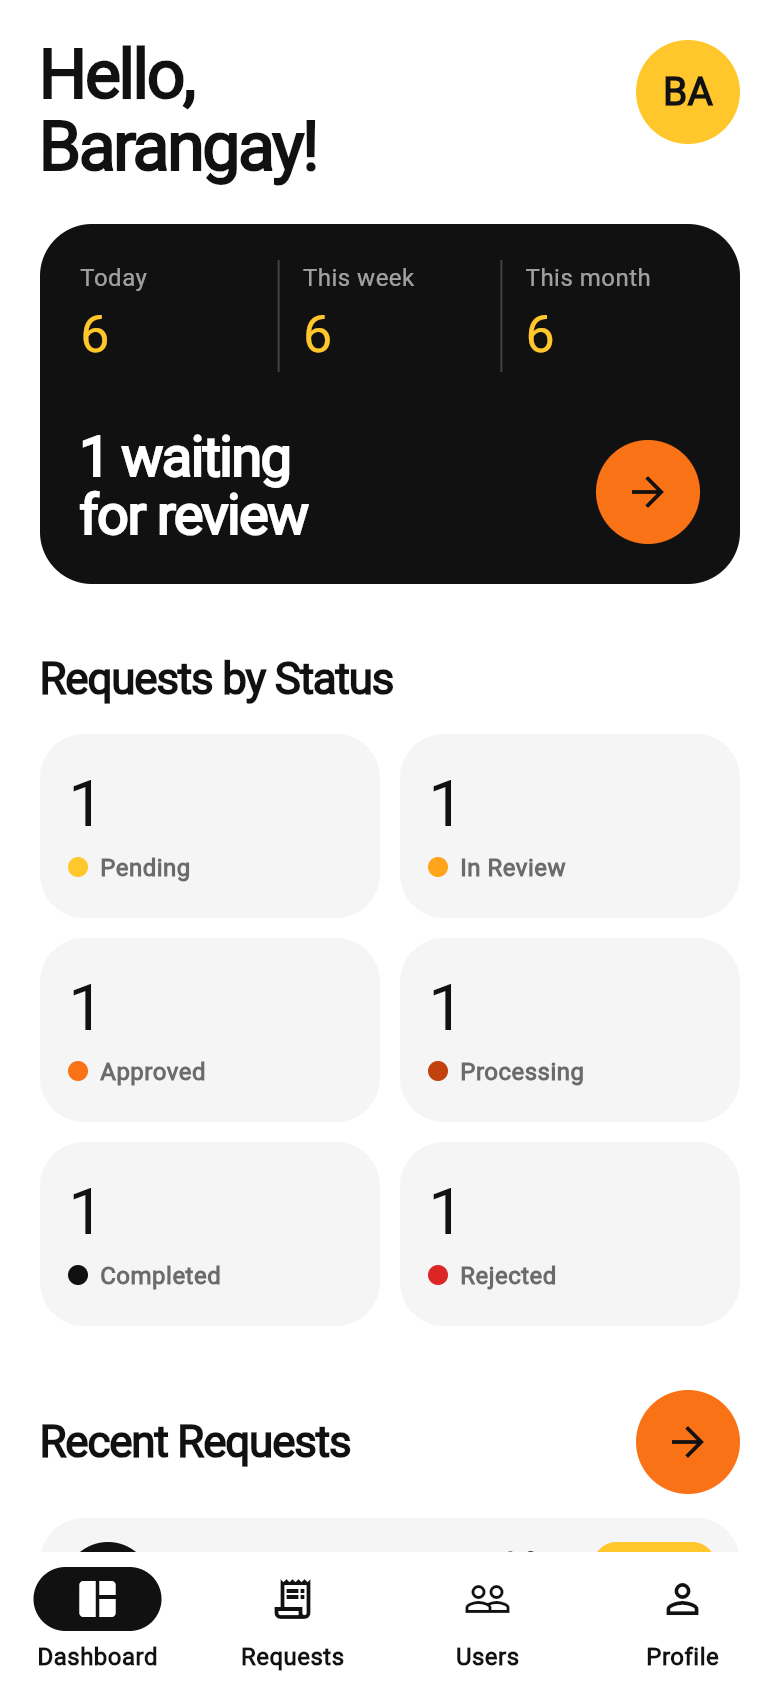 Hello,
Barangay!
BA
Today
This week
This month
6
6
6
1 waiting
for review
Requests by Status
1
1
Pending
In Review
1
1
Approved
Processing
1
1
Completed
Rejected
Recent Requests
Dashboard
Requests
Users
Profile